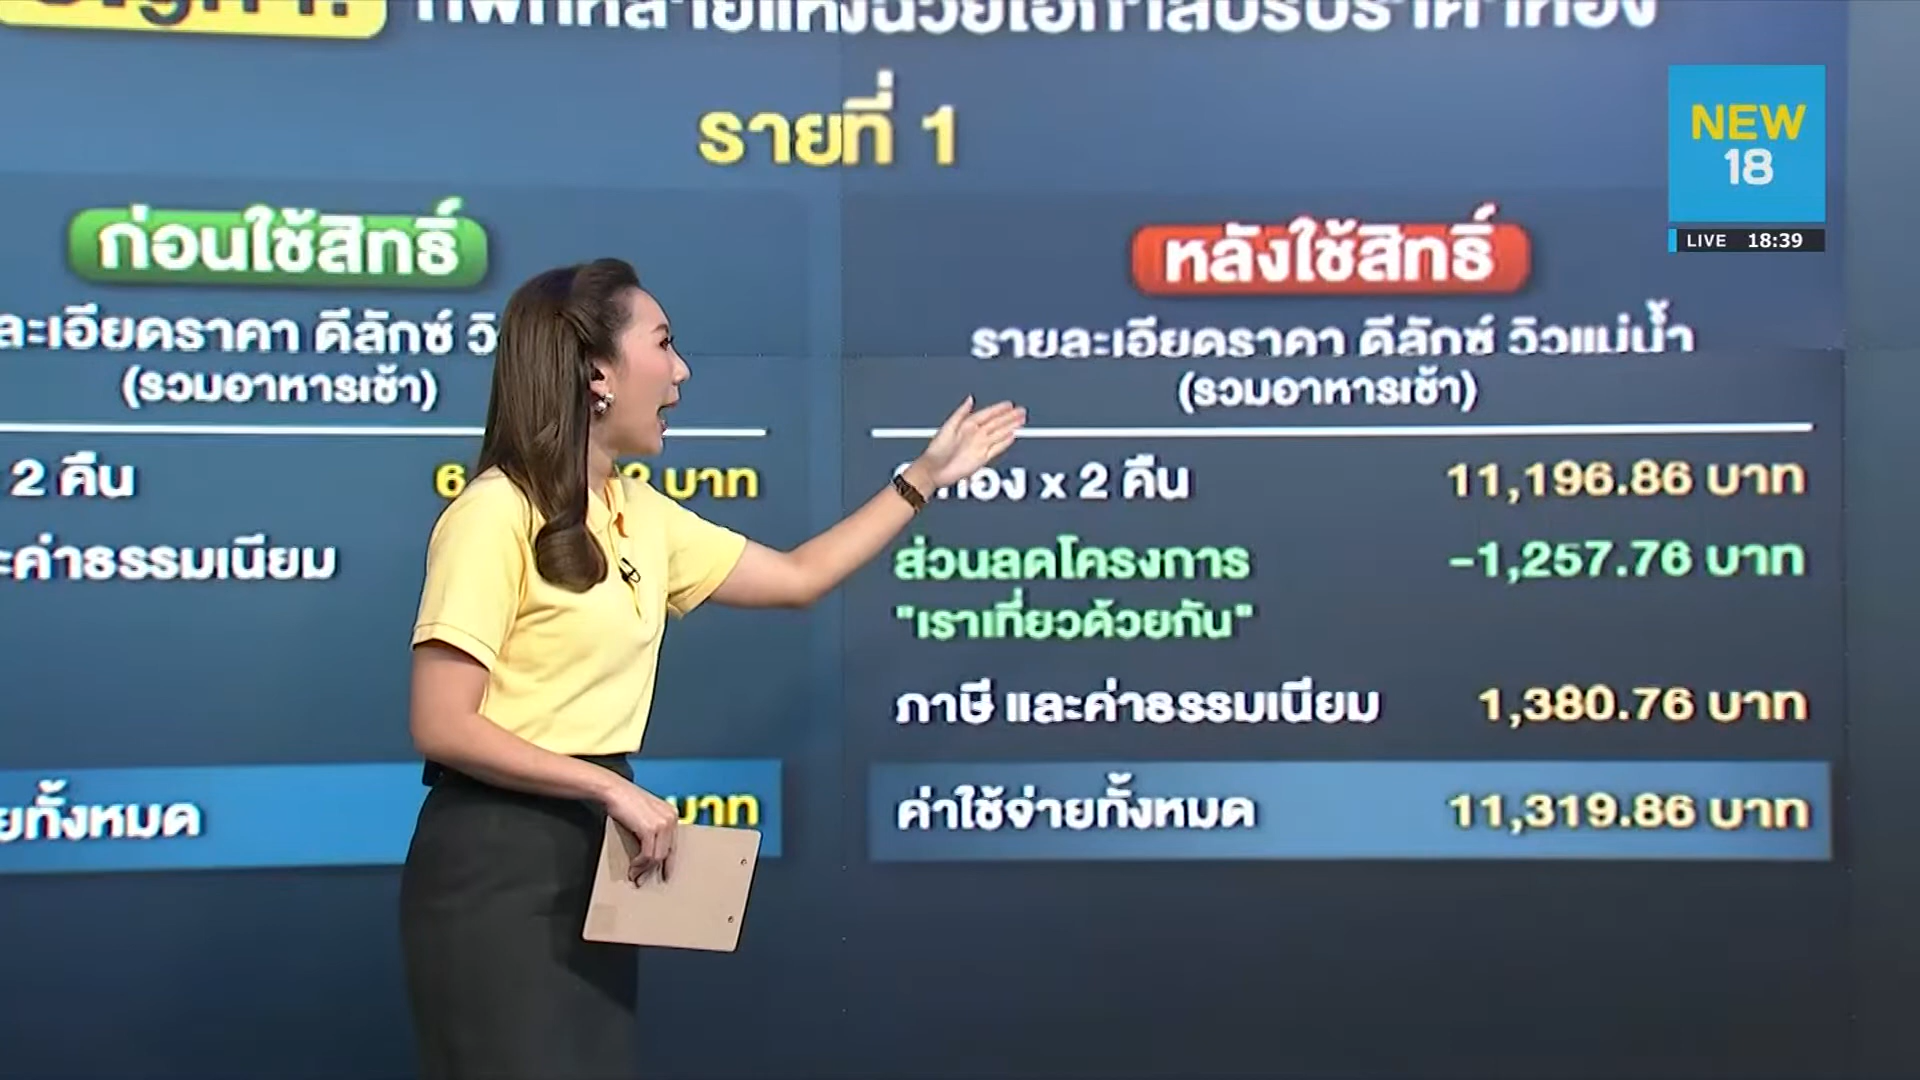 รายที่ 1
NEW
18
LIVE 18:39
ก่อนใช้สิทธิ์
ละเอียดราคา ดีลักซ์
(รวมอาหารเช้า)
2 คืน บาท
ค่าธรรมเนียม
ทั้งหมด บาท
หลังใช้สิทธิ์
รายละเอียดราคา ดีลักซ์ วิวแม่น้ำ
(รวมอาหารเช้า)
x 2 คืน 11,196.86 บาท
ส่วนลดโครงการ -1,257.76 บาท
"เราเที่ยวด้วยกัน"
ภาษี และค่าธรรมเนียม 1,380.76 บาท
ค่าใช้จ่ายทั้งหมด 11,319.86 บาท